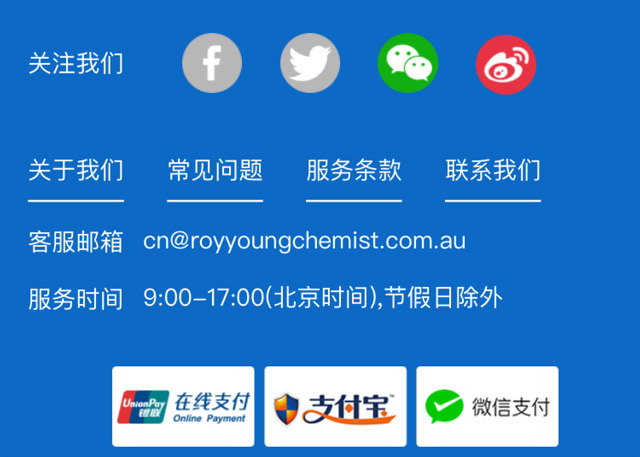 关注我们
关于我们 常见问题 服务条款 联系我们
客服邮箱 cn@royyoungchemist.com.au
服务时间 9:00-17:00(北京时间),节假日除外
UnionPay 银联 在线支付 Online Payment
支付宝™
微信支付